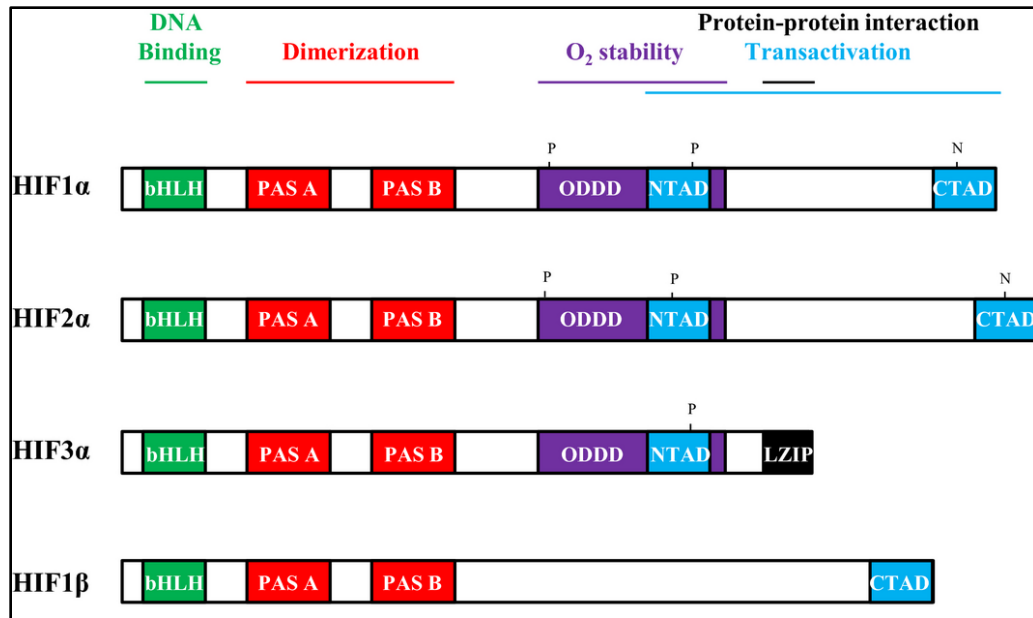 DNA
Binding
Dimerization
O₂ stability
Protein-protein interaction
Transactivation
P P N
HIF1α bHLH PAS A PAS B ODDD NTAD CTAD
P P N
HIF2α bHLH PAS A PAS B ODDD NTAD CTAD
P
HIF3α bHLH PAS A PAS B ODDD NTAD LZIP
HIF1β bHLH PAS A PAS B CTAD